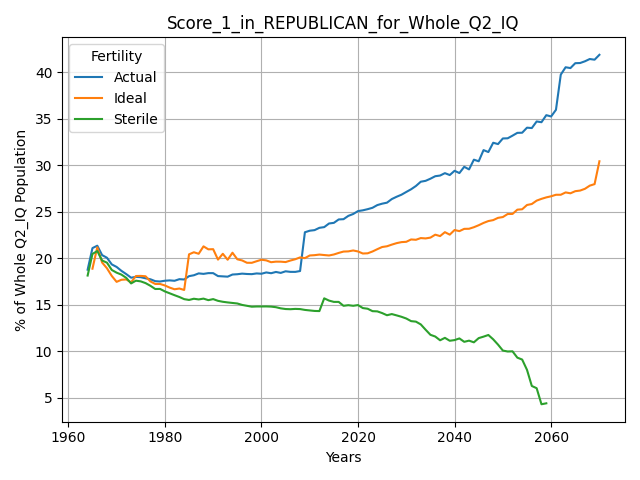 Score_1_in_REPUBLICAN_for_Whole_Q2_IQ
Fertility
Actual
Ideal
Sterile
% of Whole Q2_IQ Population
40
35
30
25
20
15
10
5
1960
1980
2000
2020
2040
2060
Years